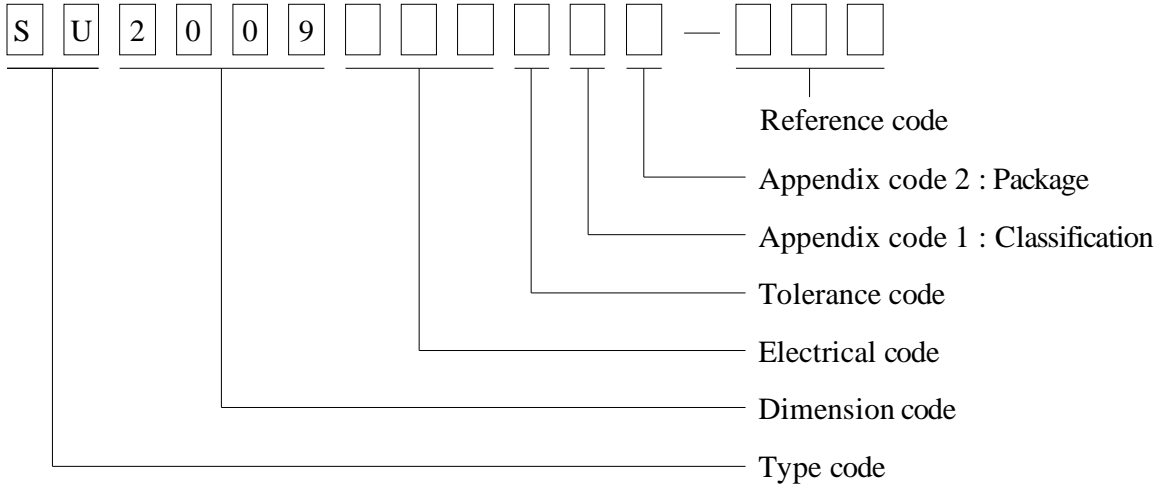 S U 2 0 0 9 —
Reference code
Appendix code 2 : Package
Appendix code 1 : Classification
Tolerance code
Electrical code
Dimension code
Type code